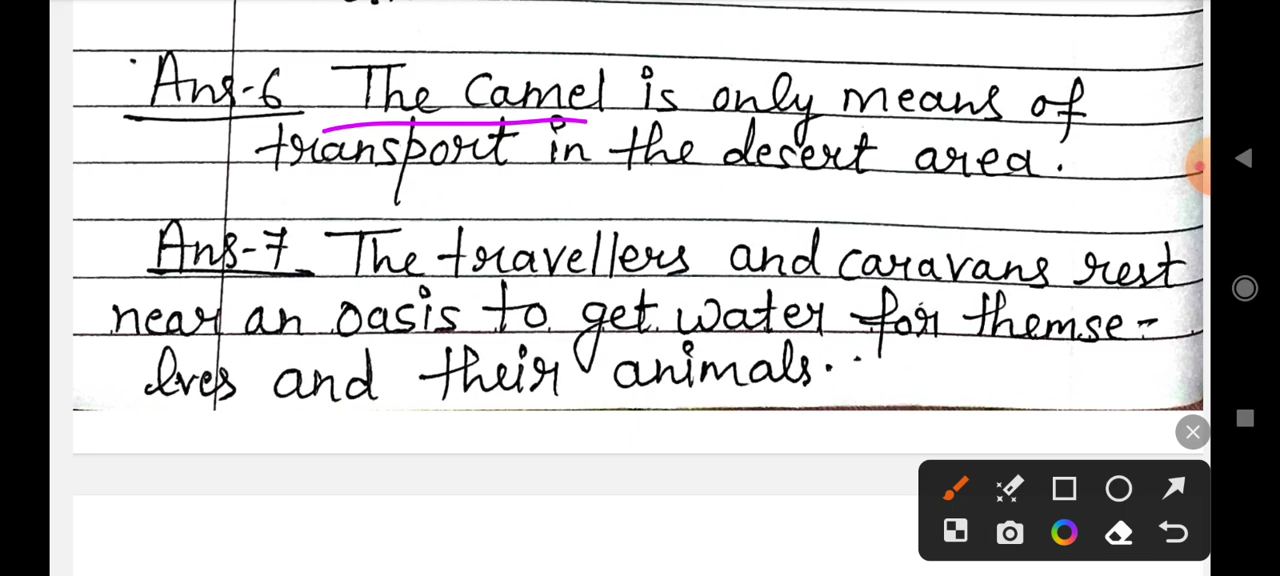 Ans-6 The Camel is only means of
transport in the desert area.
Ans-7 The travellers and caravans rest
near an oasis to get water for themse-
lves and their animals.